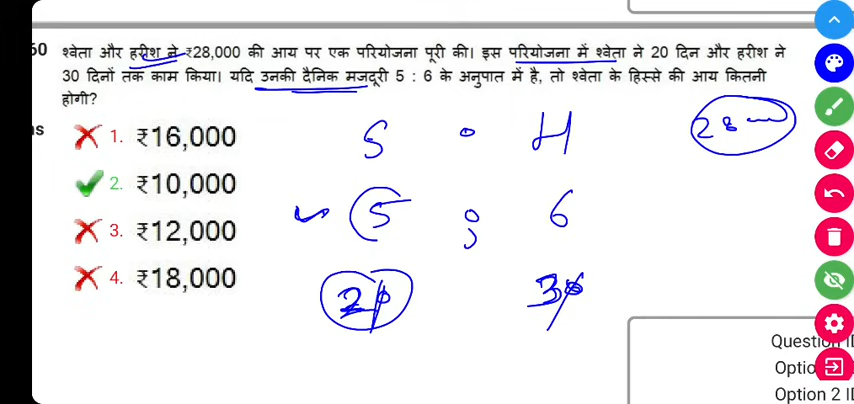 60 श्वेता और हरीश ने ₹28,000 की आय पर एक परियोजना पूरी की। इस परियोजना में श्वेता ने 20 दिन और हरीश ने
30 दिनों तक काम किया। यदि उनकी दैनिक मजदूरी 5 : 6 के अनुपात में है, तो श्वेता के हिस्से की आय कितनी
होगी?
ns
1. ₹16,000
2. ₹10,000
3. ₹12,000
4. ₹18,000
S : H
5 : 6
20 30
Question I
Optio
Option 2 I